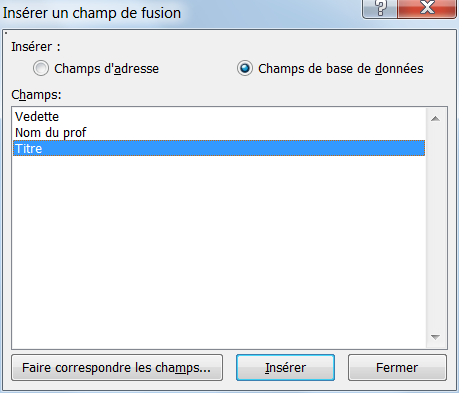 Insérer un champ de fusion
Insérer :
Champs d'adresse
Champs de base de données
Champs:
Vedette
Nom du prof
Titre
Faire correspondre les champs...
Insérer
Fermer